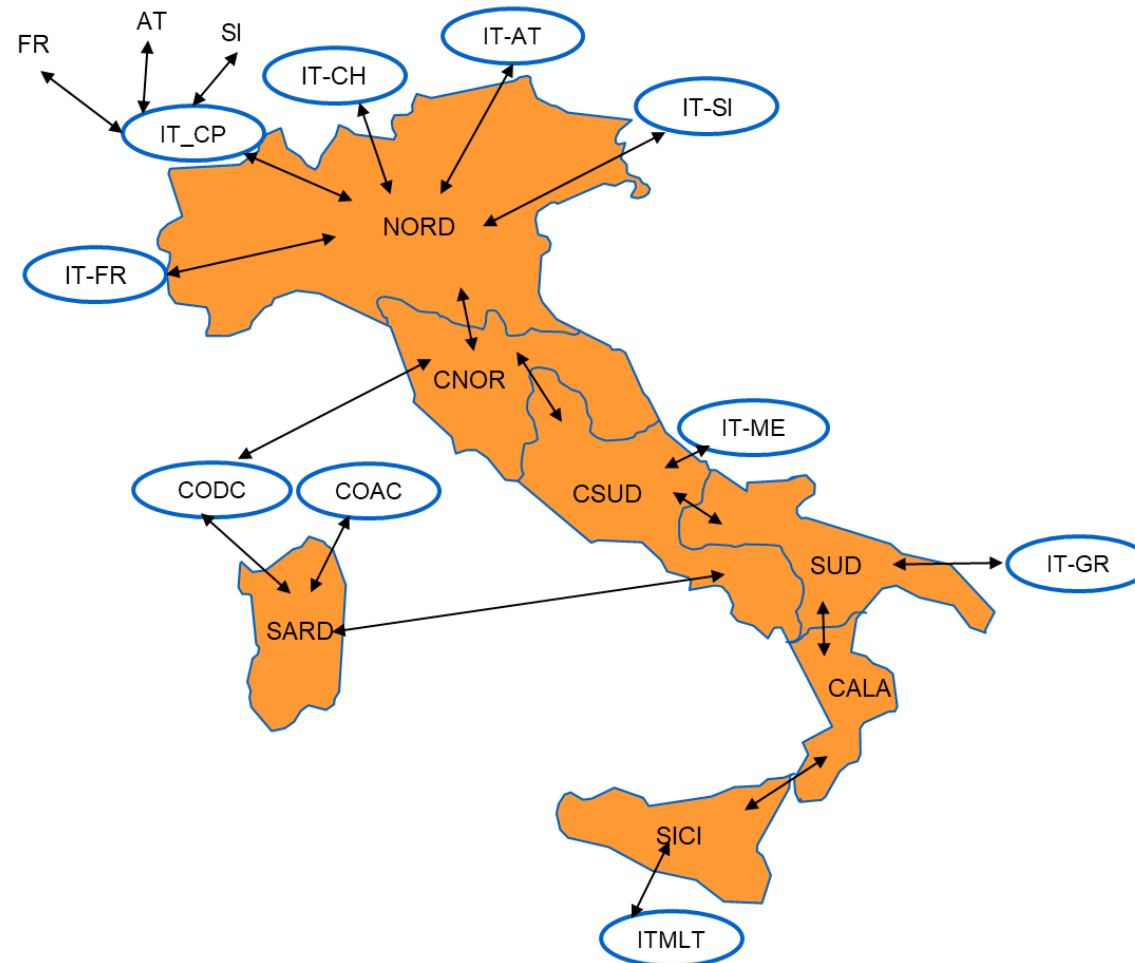 AT
SI
FR
IT-AT
IT-CH
IT-SI
IT_CP
NORD
IT-FR
CNOR
IT-ME
CODC
COAC
CSUD
SUD
IT-GR
SARD
CALA
SICI
ITMLT